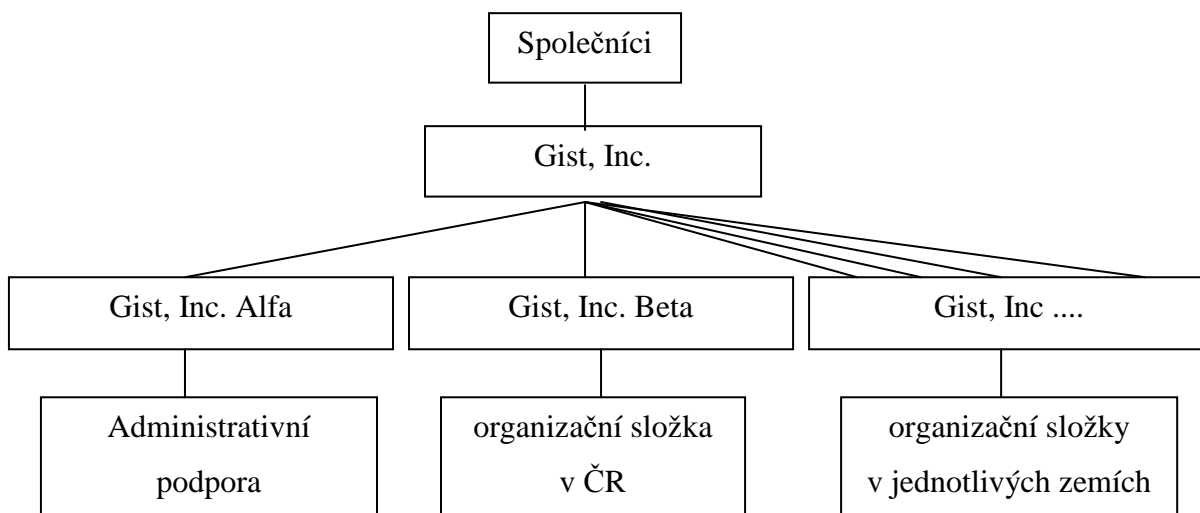 Společníci
Gist, Inc.
Gist, Inc. Alfa
Gist, Inc. Beta
Gist, Inc ....
Administrativní
podpora
organizační složka
v ČR
organizační složky
v jednotlivých zemích